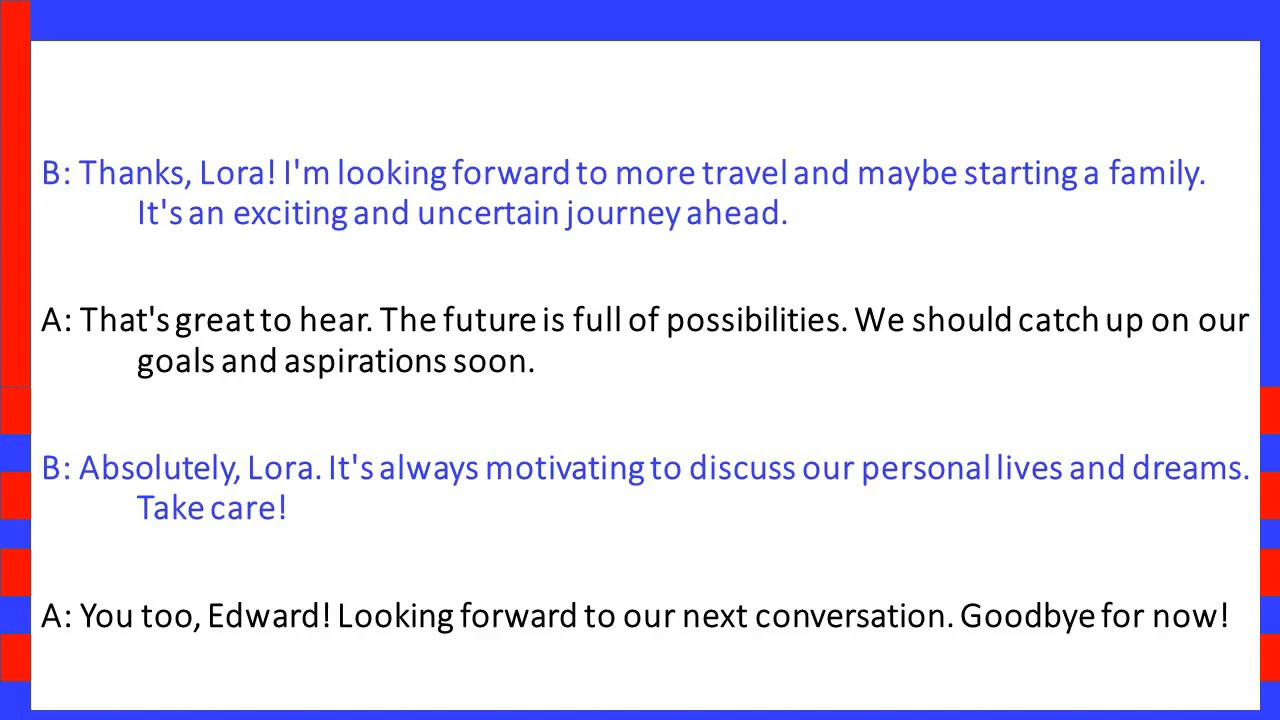 B: Thanks, Lora! I'm looking forward to more travel and maybe starting a family.
It's an exciting and uncertain journey ahead.
A: That's great to hear. The future is full of possibilities. We should catch up on our
goals and aspirations soon.
B: Absolutely, Lora. It's always motivating to discuss our personal lives and dreams.
Take care!
A: You too, Edward! Looking forward to our next conversation. Goodbye for now!